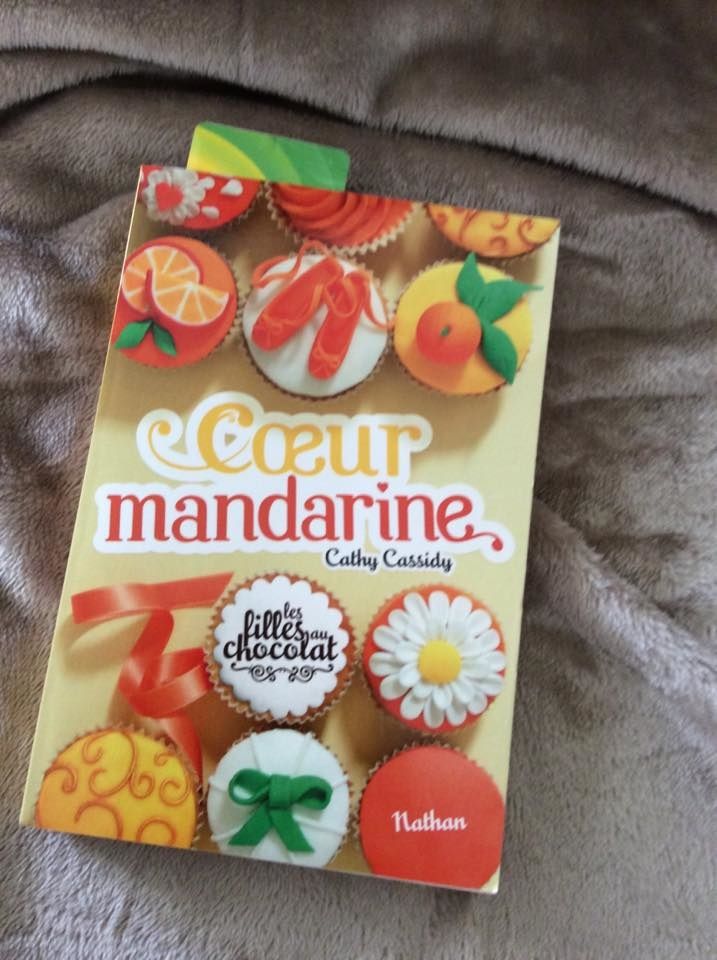 Cœur
mandarine
Cathy Cassidy
les
filles au
chocolat
Nathan